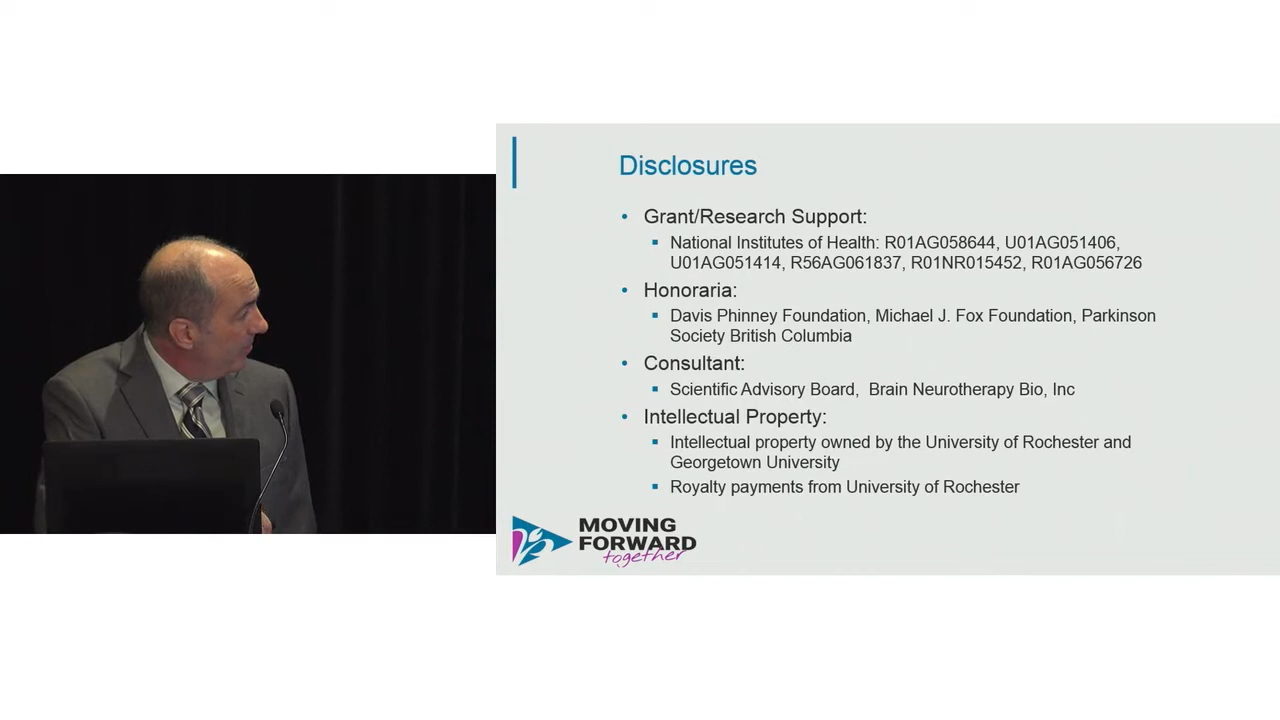 Disclosures
• Grant/Research Support:
▪ National Institutes of Health: R01AG058644, U01AG051406,
U01AG051414, R56AG061837, R01NR015452, R01AG056726
• Honoraria:
▪ Davis Phinney Foundation, Michael J. Fox Foundation, Parkinson
Society British Columbia
• Consultant:
▪ Scientific Advisory Board, Brain Neurotherapy Bio, Inc
• Intellectual Property:
▪ Intellectual property owned by the University of Rochester and
Georgetown University
▪ Royalty payments from University of Rochester
MOVING
FORWARD
together